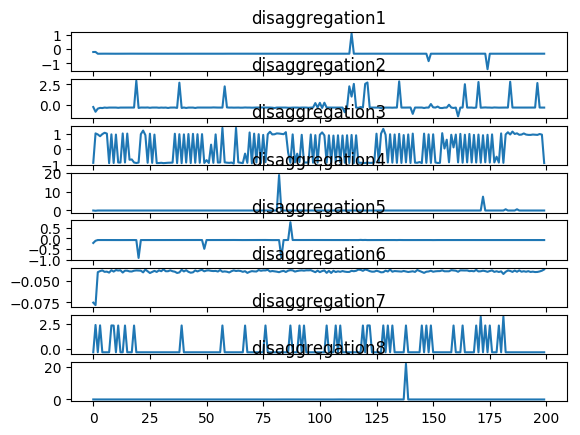 disaggregation1
1
0
−1
disaggregation2
2.5
0.0
disaggregation3
1
0
−1
disaggregation4
20
10
0
disaggregation5
0.5
0.0
−0.5
−1.0
disaggregation6
−0.050
−0.075
disaggregation7
2.5
0.0
disaggregation8
20
0
0 25 50 75 100 125 150 175 200